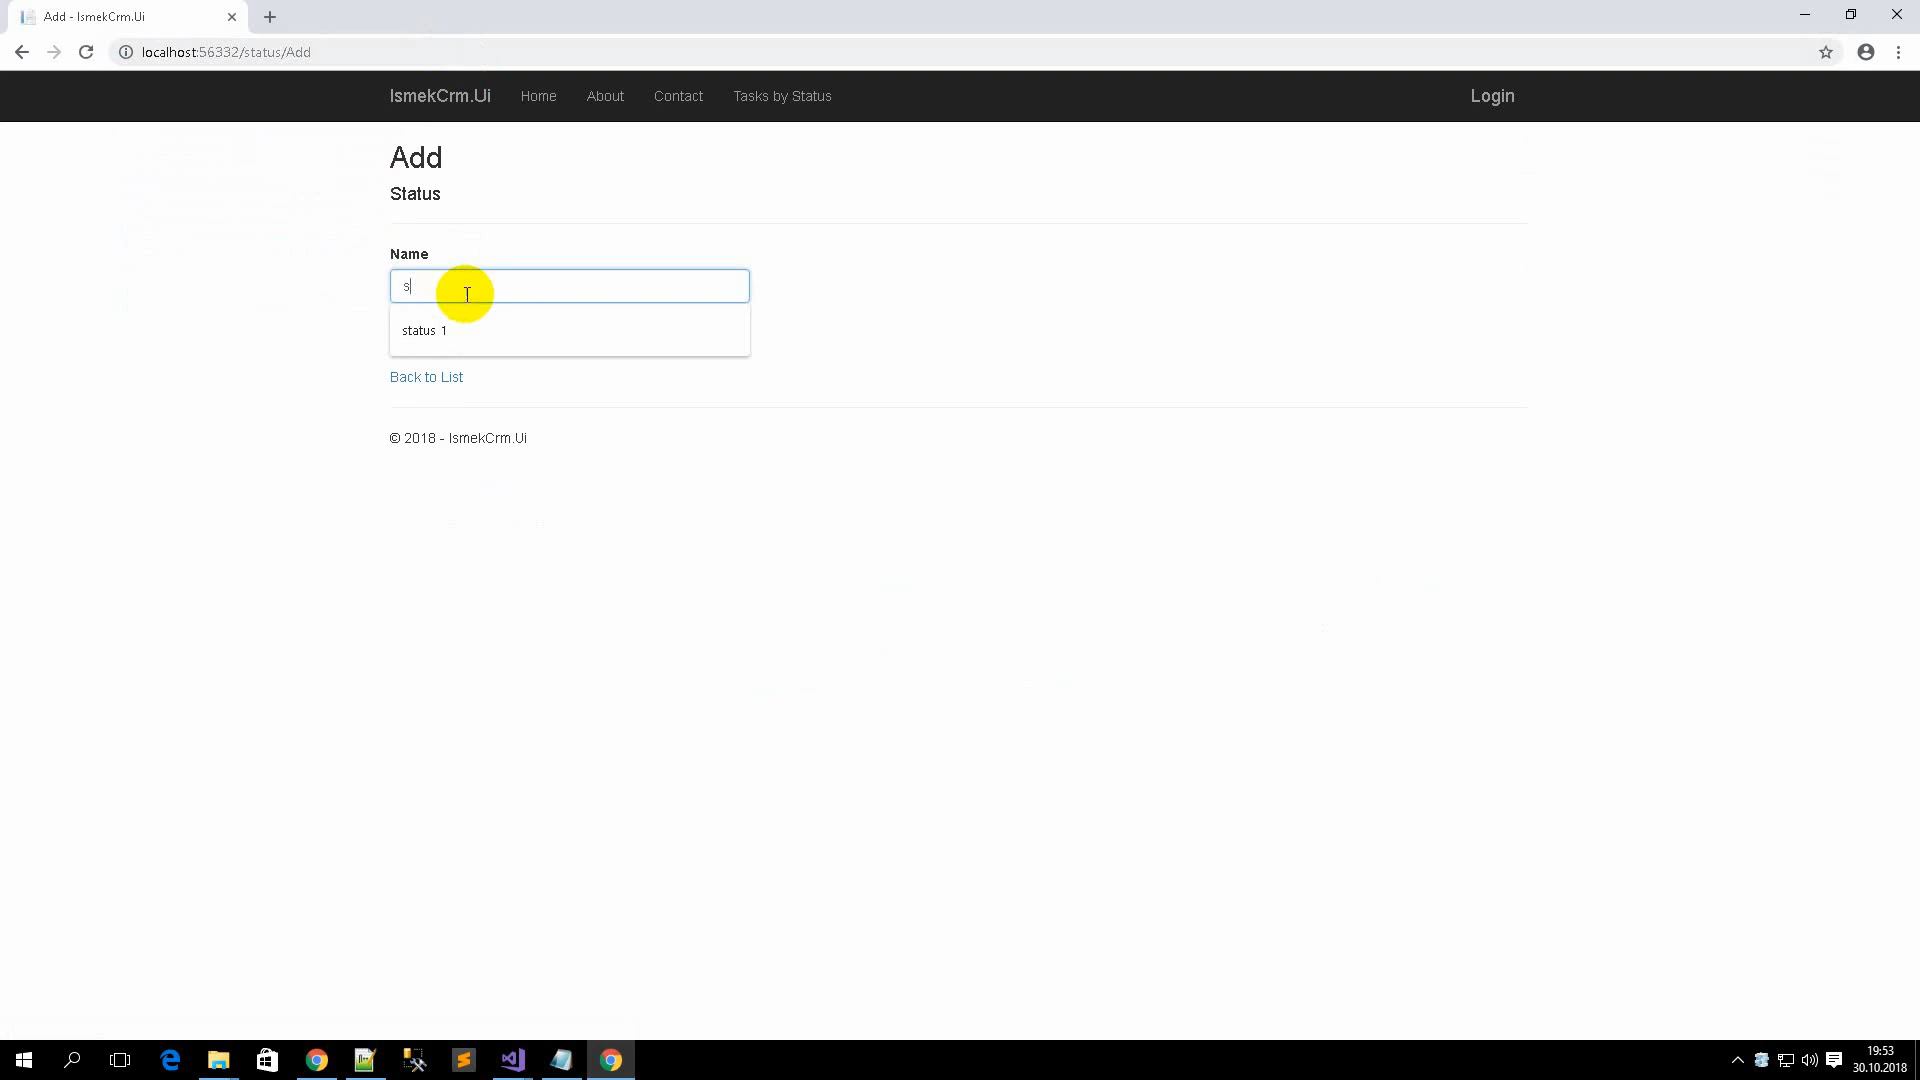 Add - IsmekCrm.Ui
localhost:56332/status/Add
IsmekCrm.Ui Home About Contact Tasks by Status Login
Add
Status
Name
s
status 1
Back to List
© 2018 - IsmekCrm.Ui
19:53
30.10.2018